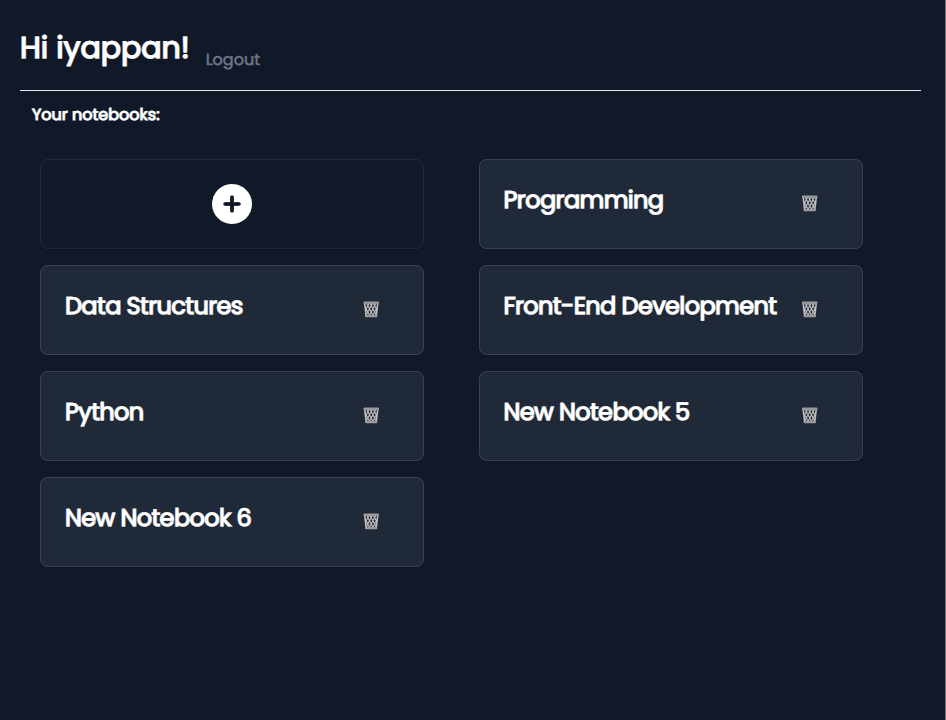 Hi iyappan!
Logout
Your notebooks:
Programming
Data Structures
Front-End Development
Python
New Notebook 5
New Notebook 6